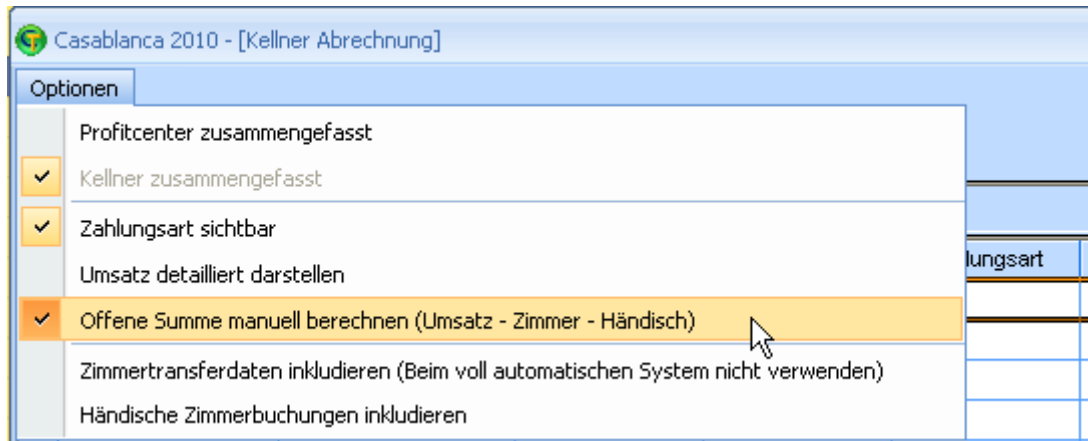 Casablanca 2010 - [Kellner Abrechnung]
Optionen
Profitcenter zusammengefasst
Kellner zusammengefasst
Zahlungsart sichtbar
Umsatz detailliert darstellen
lungsart
Offene Summe manuell berechnen (Umsatz - Zimmer - Händisch)
Zimmertransferdaten inkludieren (Beim voll automatischen System nicht verwenden)
Händische Zimmerbuchungen inkludieren